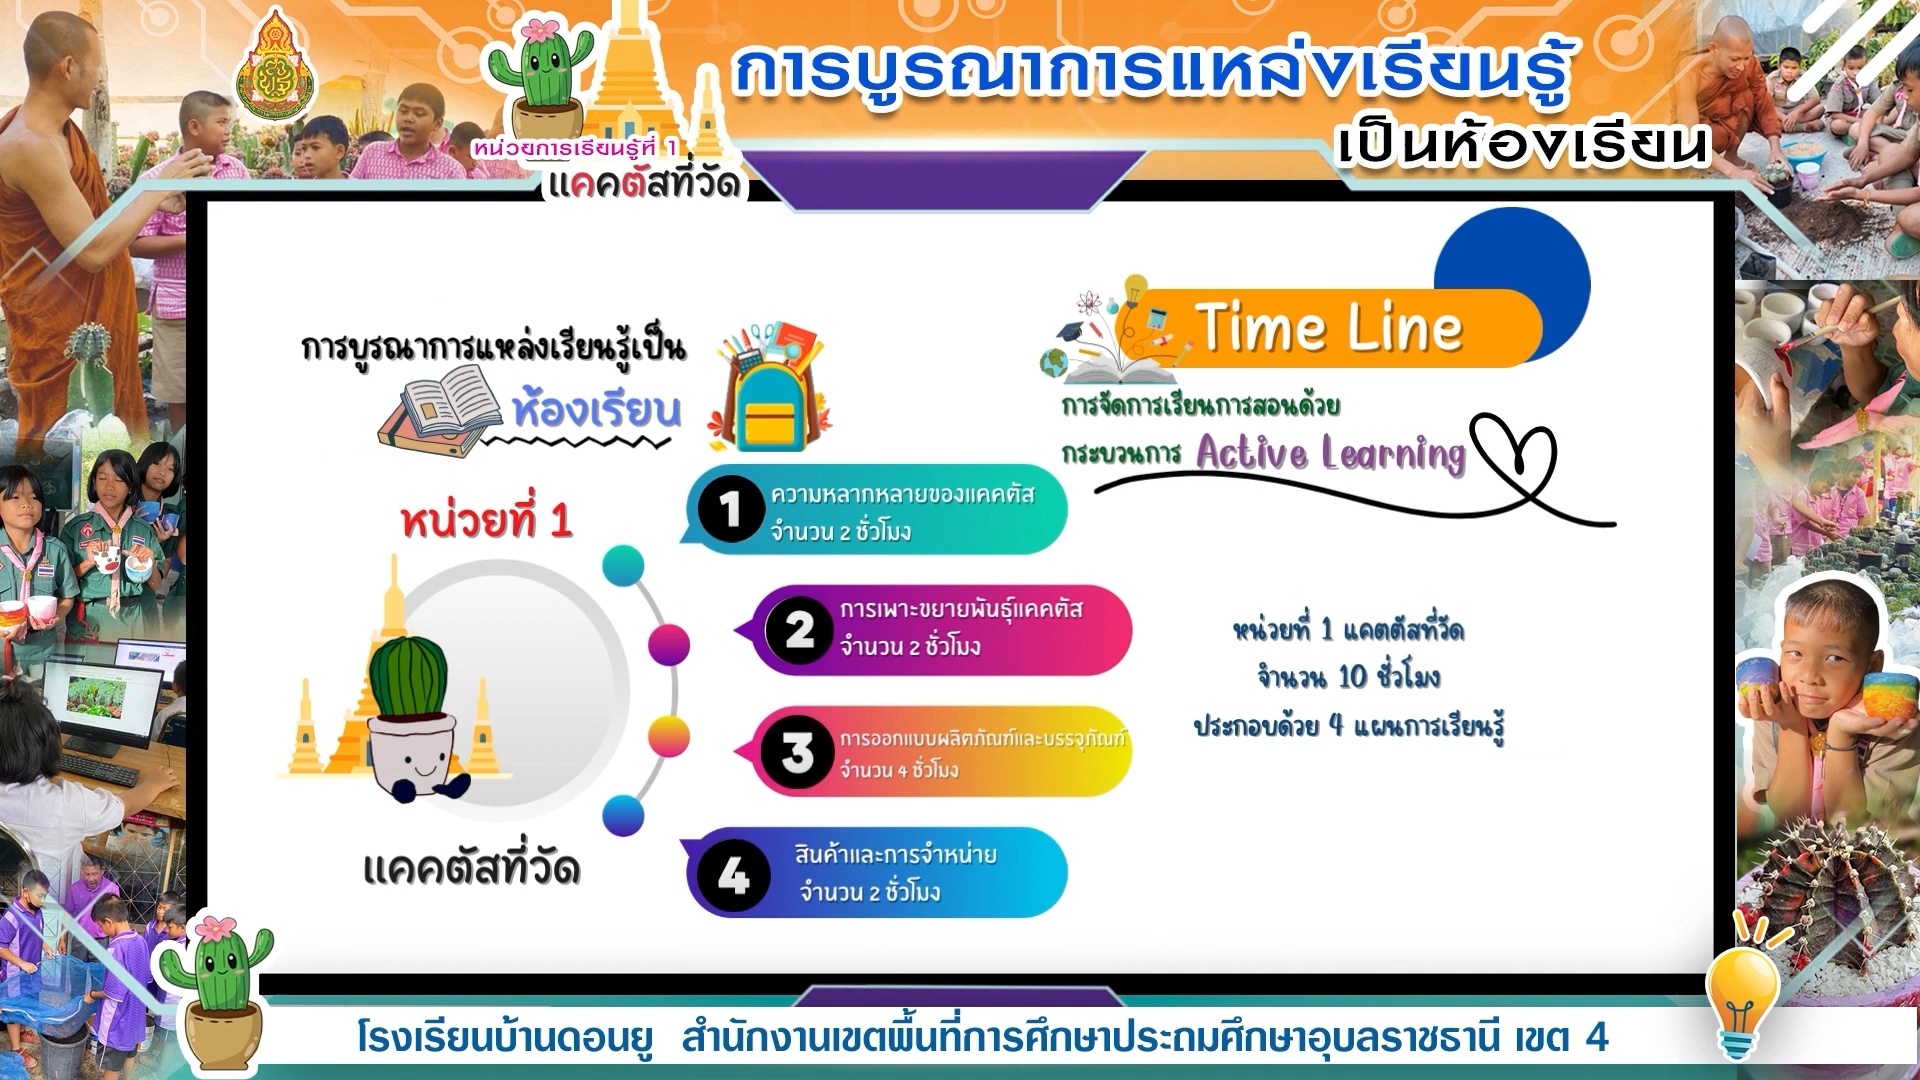 การบูรณาการแหล่งเรียนรู้
เป็นห้องเรียน
หน่วยการเรียนรู้ที่ 1
แคคตัสที่วัด
การบูรณาการแหล่งเรียนรู้เป็น
ห้องเรียน
หน่วยที่ 1
แคคตัสที่วัด
1
ความหลากหลายของแคคตัส
จำนวน 2 ชั่วโมง
2
การเพาะขยายพันธุ์แคคตัส
จำนวน 2 ชั่วโมง
3
การออกแบบผลิตภัณฑ์และบรรจุภัณฑ์
จำนวน 4 ชั่วโมง
4
สินค้าและการจำหน่าย
จำนวน 2 ชั่วโมง
Time Line
การจัดการเรียนการสอนด้วย
กระบวนการ Active Learning
หน่วยที่ 1 แคตตัสที่วัด
จำนวน 10 ชั่วโมง
ประกอบด้วย 4 แผนการเรียนรู้
โรงเรียนบ้านดอนยู สำนักงานเขตพื้นที่การศึกษาประถมศึกษาอุบลราชธานี เขต 4